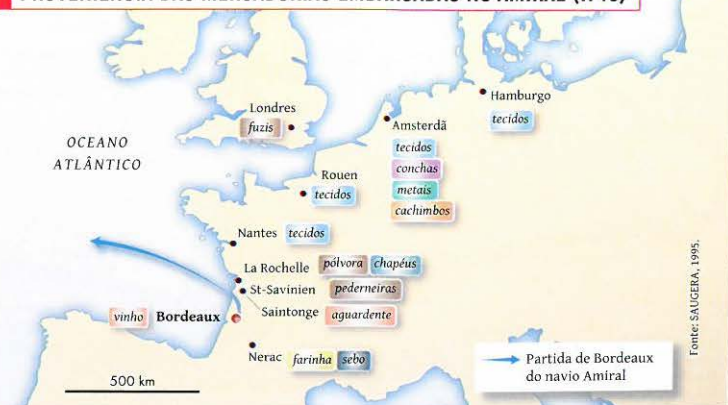 Londres
fuzis
Hamburgo
tecidos
OCEANO
ATLÂNTICO
Amsterdã
tecidos
conchas
metais
cachimbos
Rouen
tecidos
Nantes tecidos
La Rochelle pólvora chapéus
St-Savinien pederneiras
Saintonge aguardente
vinho Bordeaux
Nerac farinha sebo
500 km
Partida de Bordeaux
do navio Amiral
Fonte: SAUGERA, 1995.